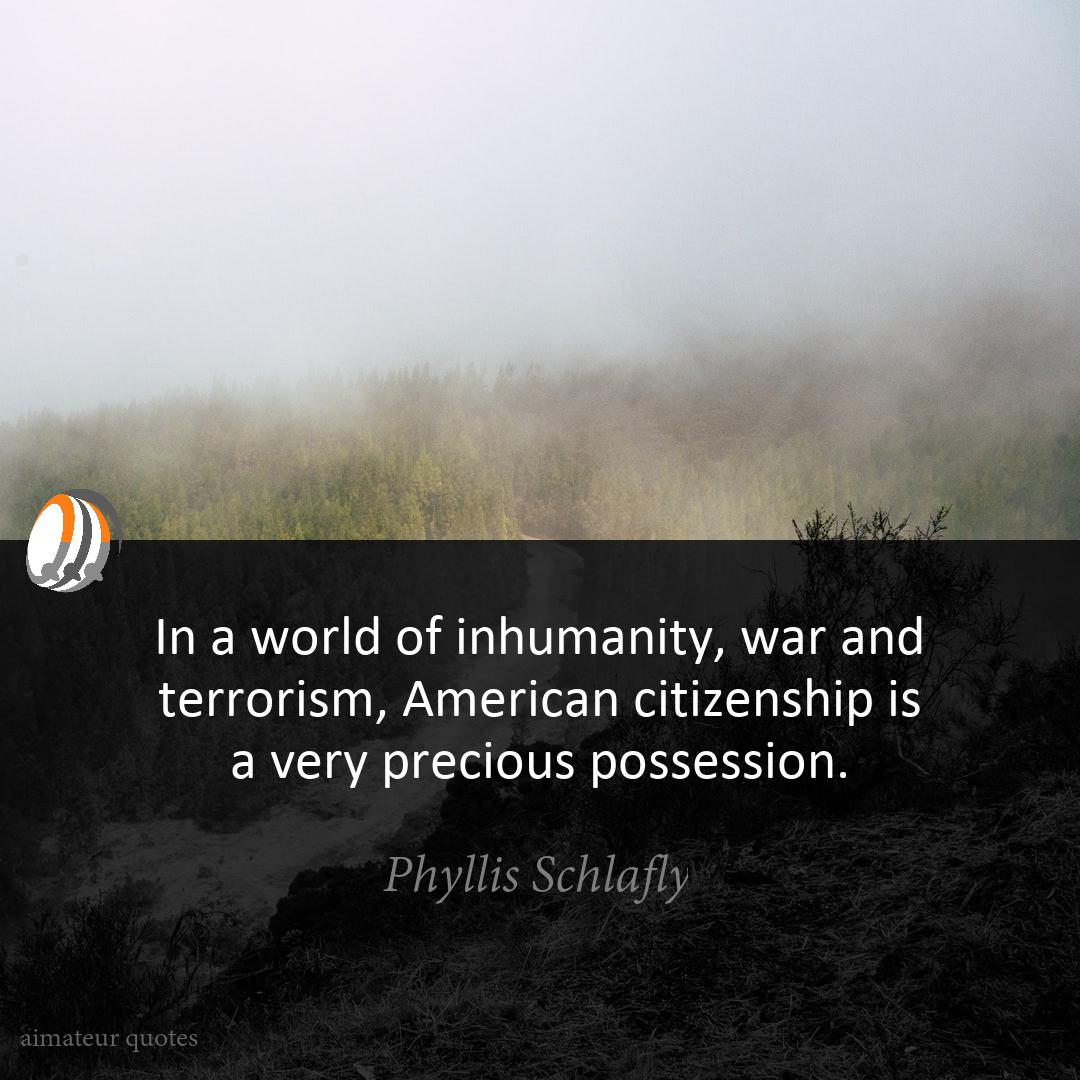 In a world of inhumanity, war and
terrorism, American citizenship is
a very precious possession.
Phyllis Schlafly
aimateur quotes